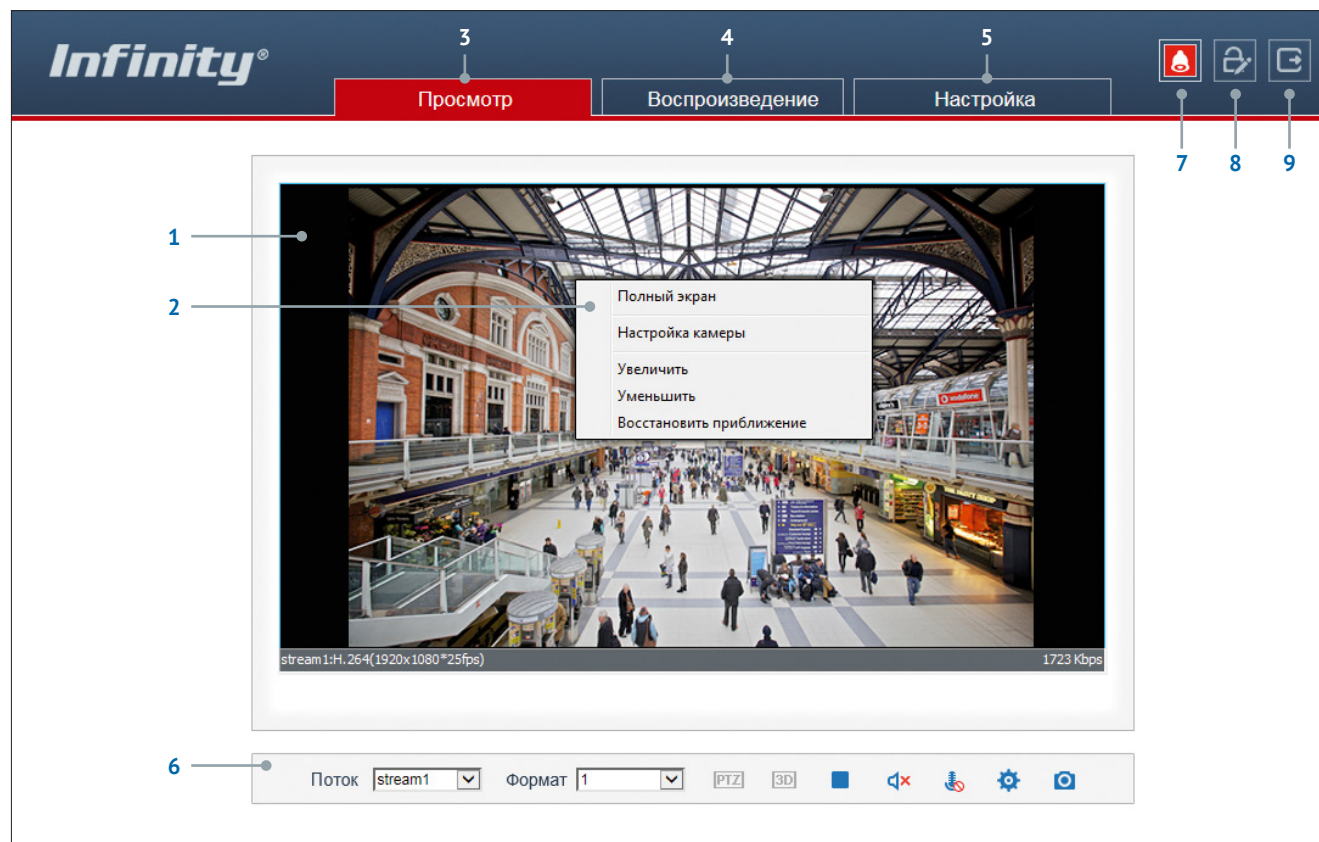 Infinity®
3
4
5
Просмотр
Воспроизведение
Настройка
7
8
9
1
2
Полный экран
Настройка камеры
Увеличить
Уменьшить
Восстановить приближение
vodafone
stream1:H.264(1920x1080*25fps)
1723 Kbps
6
Поток
stream1
Формат
1
PTZ
3D